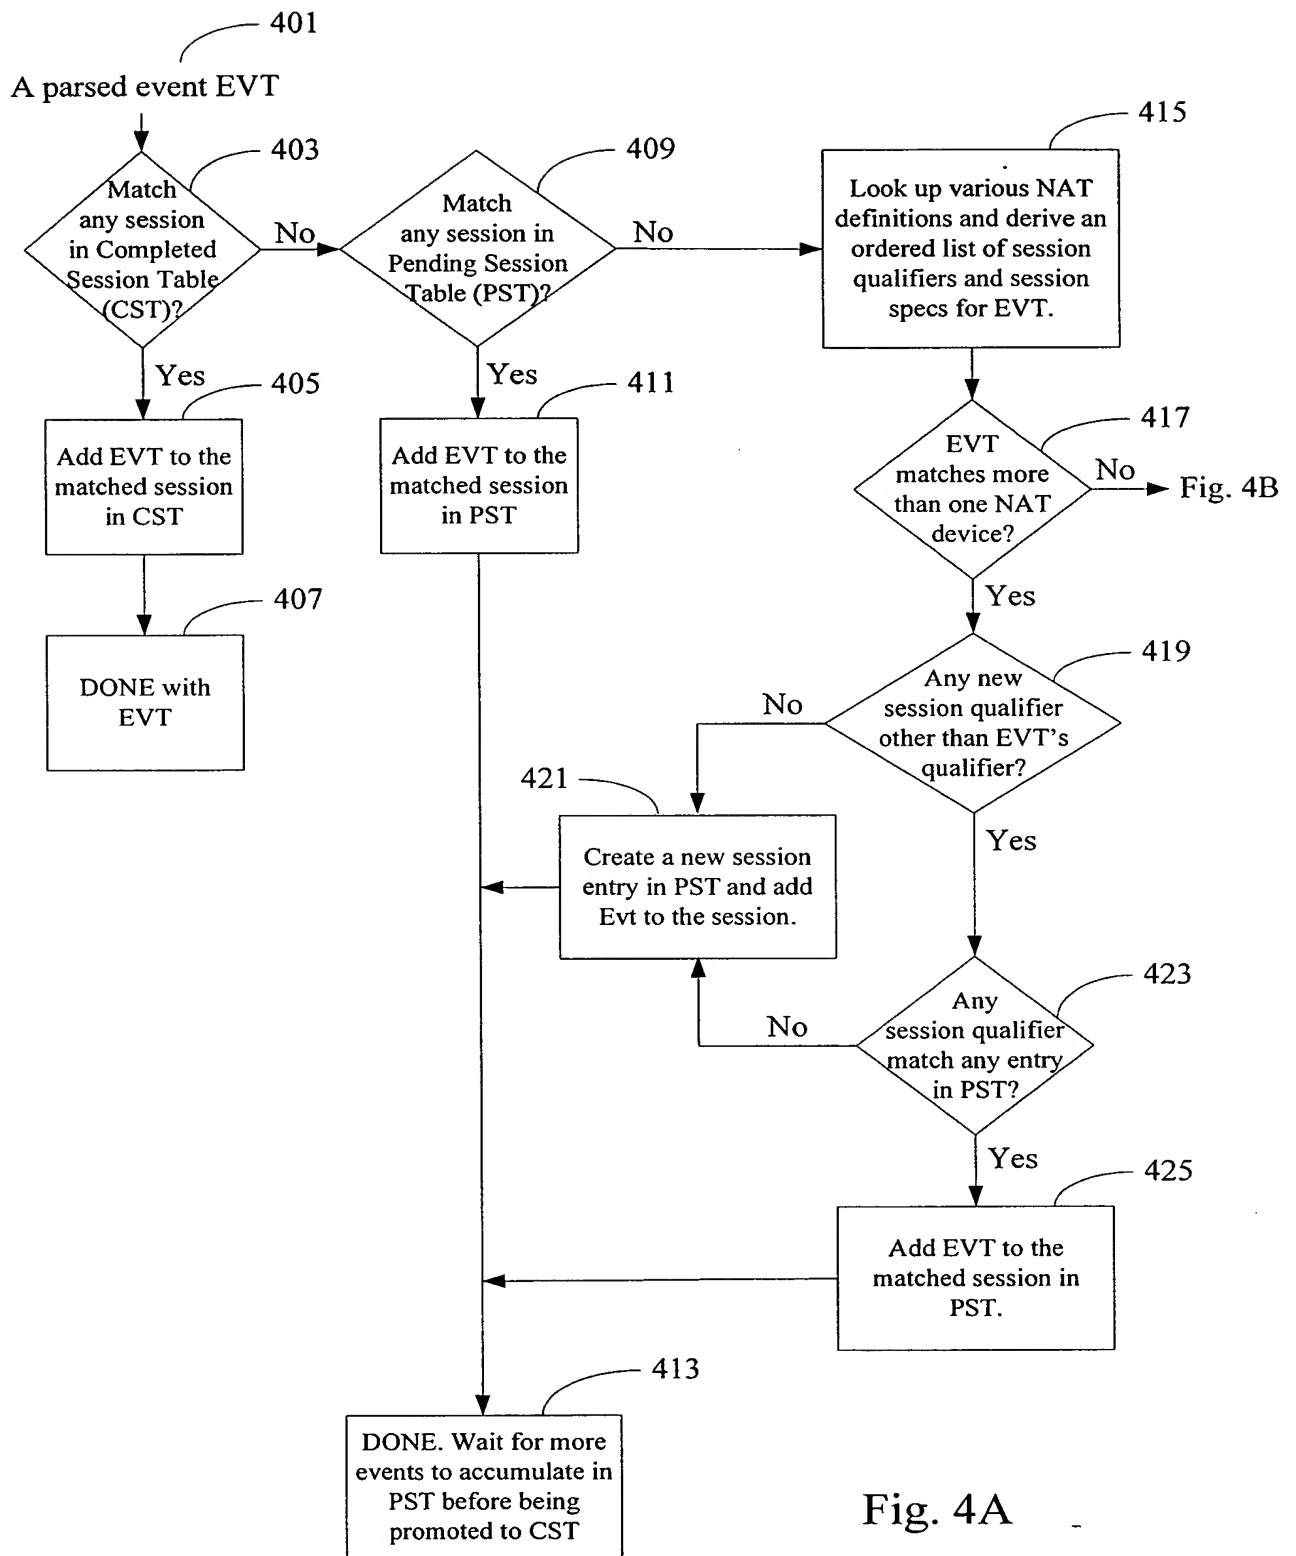 401
A parsed event EVT
403
Match
any session
in Completed
Session Table
(CST)?
No
Yes
405
Add EVT to the
matched session
in CST
407
DONE with
EVT
409
Match
any session in
Pending Session
Table (PST)?
No
Yes
411
Add EVT to the
matched session
in PST
415
Look up various NAT
definitions and derive an
ordered list of session
qualifiers and session
specs for EVT.
417
EVT
matches more
than one NAT
device?
No
Fig. 4B
Yes
419
Any new
session qualifier
other than EVT's
qualifier?
No
Yes
421
Create a new session
entry in PST and add
Evt to the session.
423
Any
session qualifier
match any entry
in PST?
No
Yes
425
Add EVT to the
matched session in
PST.
413
DONE. Wait for more
events to accumulate in
PST before being
promoted to CST
Fig. 4A